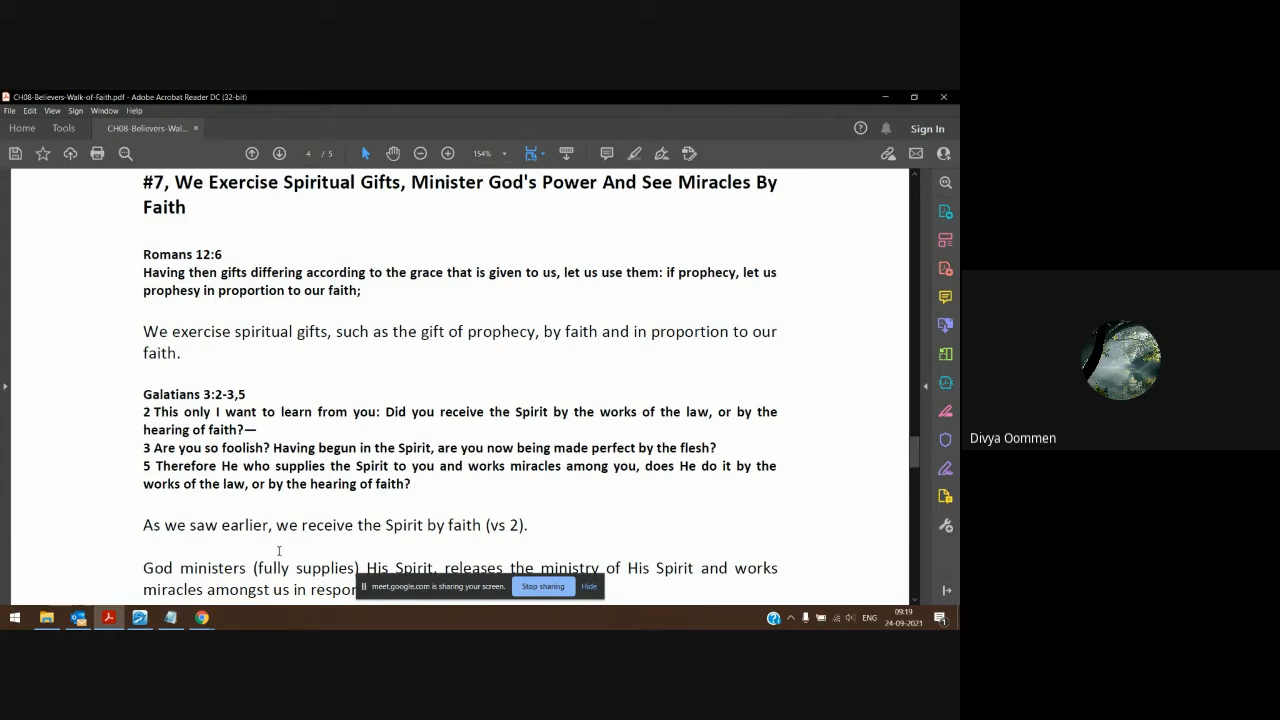 CH08-Believers-Walk-of-Faith.pdf - Adobe Acrobat Reader DC (32-bit)
File Edit View Sign Window Help
Home Tools CH08-Believers-Wal... × Sign In
4 / 5 154%
#7, We Exercise Spiritual Gifts, Minister God's Power And See Miracles By
Faith
Romans 12:6
Having then gifts differing according to the grace that is given to us, let us use them: if prophecy, let us
prophesy in proportion to our faith;
We exercise spiritual gifts, such as the gift of prophecy, by faith and in proportion to our
faith.
Galatians 3:2-3,5
2 This only I want to learn from you: Did you receive the Spirit by the works of the law, or by the
hearing of faith?—
3 Are you so foolish? Having begun in the Spirit, are you now being made perfect by the flesh?
5 Therefore He who supplies the Spirit to you and works miracles among you, does He do it by the
works of the law, or by the hearing of faith?
As we saw earlier, we receive the Spirit by faith (vs 2).
God ministers (fully supplies) His Spirit, releases the ministry of His Spirit and works
miracles amongst us in respon
meet.google.com is sharing your screen. Stop sharing Hide
ENG 09:19
24-09-2021
Divya Oommen